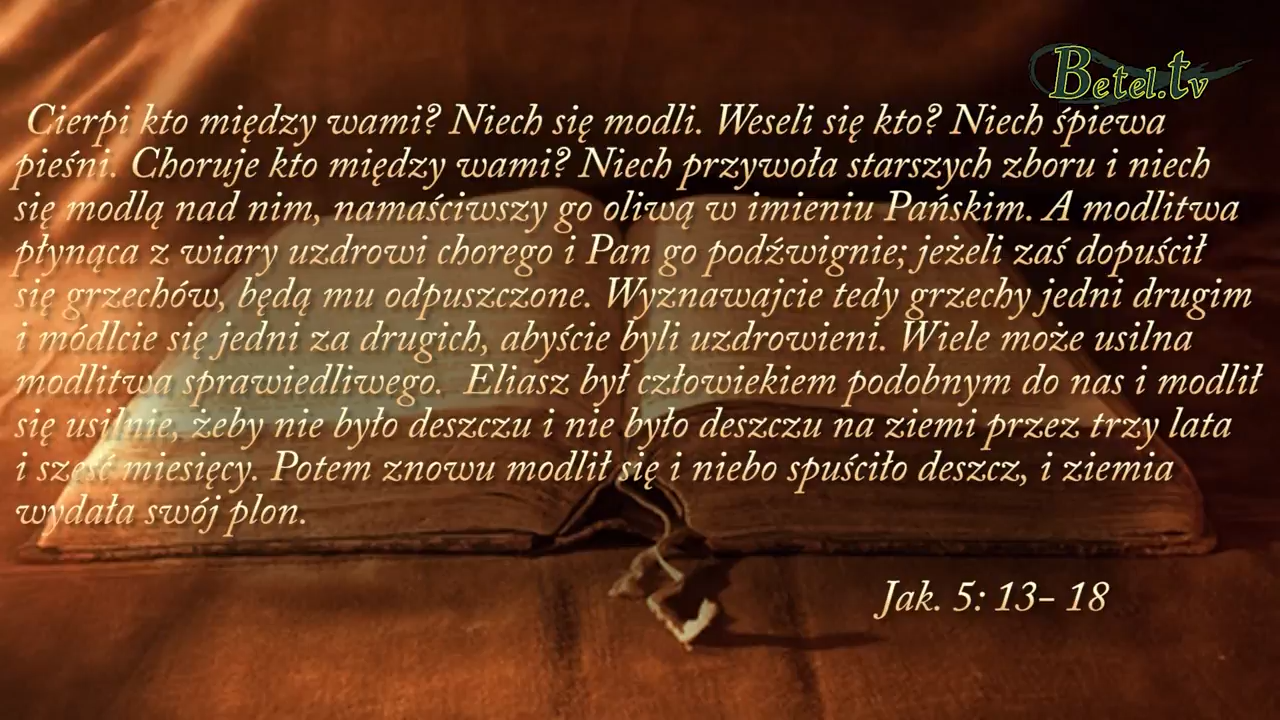 Betel.tv
Cierpi kto między wami? Niech się modli. Weseli się kto? Niech śpiewa
pieśni. Choruje kto między wami? Niech przywoła starszych zboru i niech
się modlą nad nim, namaściwszy go oliwą w imieniu Pańskim. A modlitwa
płynąca z wiary uzdrowi chorego i Pan go podźwignie; jeżeli zaś dopuścił
się grzechów, będą mu odpuszczone. Wyznawajcie tedy grzechy jedni drugim
i módlcie się jedni za drugich, abyście byli uzdrowieni. Wiele może usilna
modlitwa sprawiedliwego. Eliasz był człowiekiem podobnym do nas i modlił
się usilnie, żeby nie było deszczu i nie było deszczu na ziemi przez trzy lata
i sześć miesięcy. Potem znowu modlił się i niebo spuściło deszcz, i ziemia
wydała swój plon.
Jak. 5: 13- 18